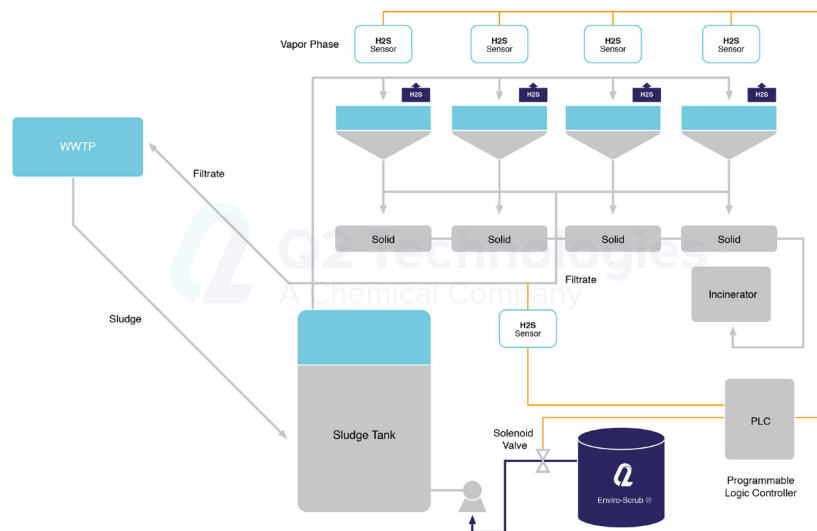 Vapor Phase
H2S
Sensor
H2S
Sensor
H2S
Sensor
H2S
Sensor
H2S
H2S
H2S
H2S
WWTP
Filtrate
Solid
Solid
Solid
Solid
Q2 Technologies
A Chemical Company
Filtrate
Incinerator
Sludge
H2S
Sensor
Sludge Tank
Solenoid
Valve
PLC
Enviro-Scrub ®
Programmable
Logic Controller